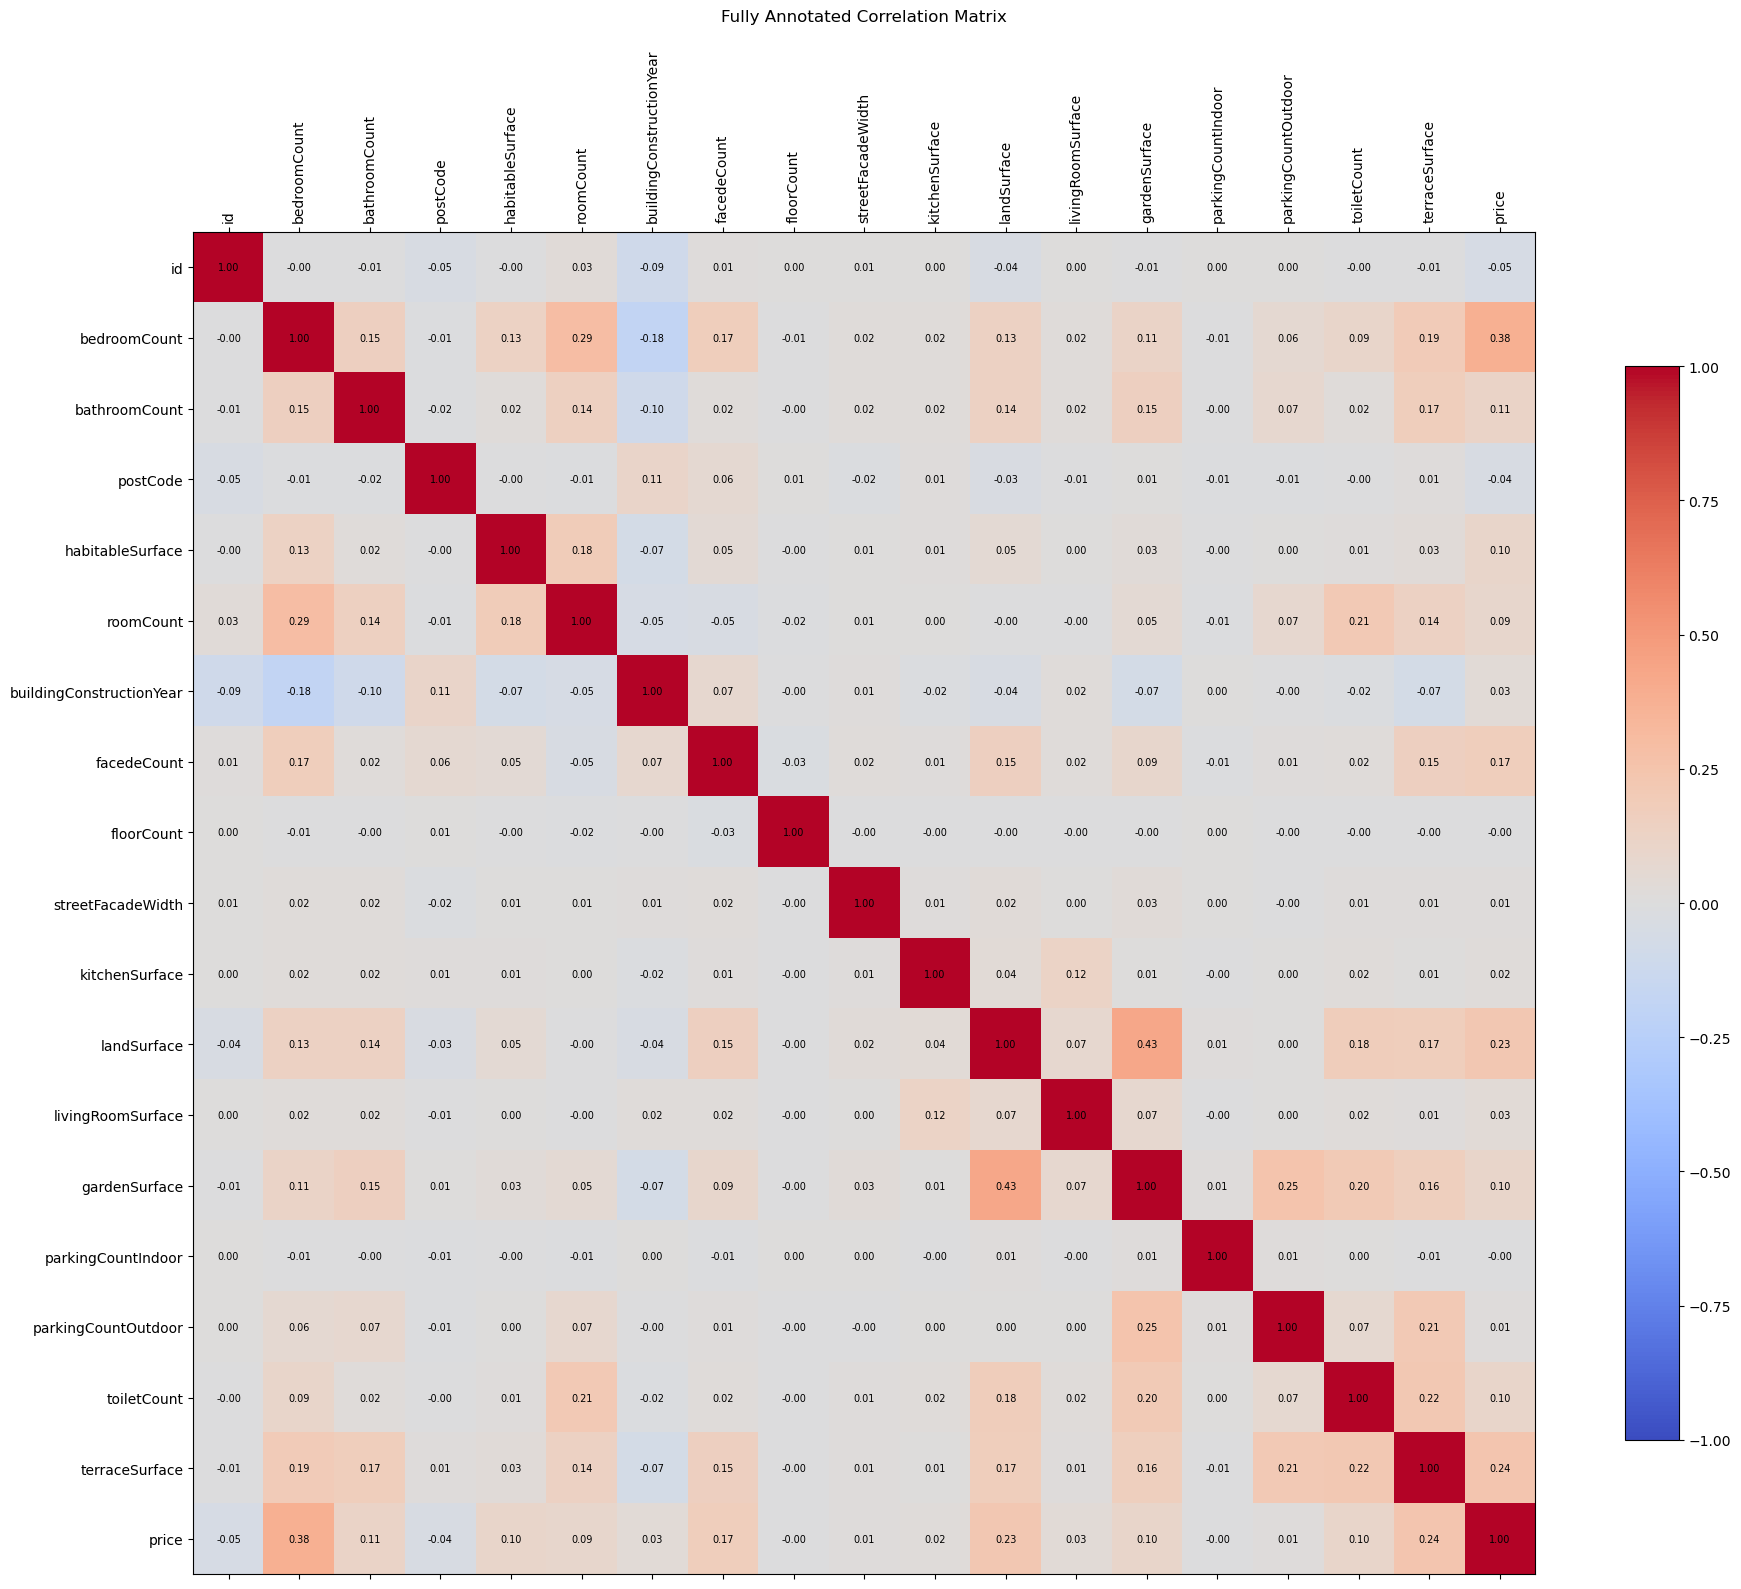 Fully Annotated Correlation Matrix
id bedroomCount bathroomCount postCode habitableSurface roomCount buildingConstructionYear facedeCount floorCount streetFacadeWidth kitchenSurface landSurface livingRoomSurface gardenSurface parkingCountIndoor parkingCountOutdoor toiletCount terraceSurface price
id 1.00 -0.00 -0.01 -0.05 -0.00 0.03 -0.09 0.01 0.00 0.01 0.00 -0.04 0.00 -0.01 0.00 0.00 -0.00 -0.01 -0.05
bedroomCount -0.00 1.00 0.15 -0.01 0.13 0.29 -0.18 0.17 -0.01 0.02 0.02 0.13 0.02 0.11 -0.01 0.06 0.09 0.19 0.38
bathroomCount -0.01 0.15 1.00 -0.02 0.02 0.14 -0.10 0.02 -0.00 0.02 0.02 0.14 0.02 0.15 -0.00 0.07 0.02 0.17 0.11
postCode -0.05 -0.01 -0.02 1.00 -0.00 -0.01 0.11 0.06 0.01 -0.02 0.01 -0.03 -0.01 0.01 -0.01 -0.01 -0.00 0.01 -0.04
habitableSurface -0.00 0.13 0.02 -0.00 1.00 0.18 -0.07 0.05 -0.00 0.01 0.01 0.05 0.00 0.03 -0.00 0.00 0.01 0.03 0.10
roomCount 0.03 0.29 0.14 -0.01 0.18 1.00 -0.05 -0.05 -0.02 0.01 0.00 -0.00 -0.00 0.05 -0.01 0.07 0.21 0.14 0.09
buildingConstructionYear -0.09 -0.18 -0.10 0.11 -0.07 -0.05 1.00 0.07 -0.00 0.01 -0.02 -0.04 0.02 -0.07 0.00 -0.00 -0.02 -0.07 0.03
facedeCount 0.01 0.17 0.02 0.06 0.05 -0.05 0.07 1.00 -0.03 0.02 0.01 0.15 0.02 0.09 -0.01 0.01 0.02 0.15 0.17
floorCount 0.00 -0.01 -0.00 0.01 -0.00 -0.02 -0.00 -0.03 1.00 -0.00 -0.00 -0.00 -0.00 -0.00 0.00 -0.00 -0.00 -0.00 -0.00
streetFacadeWidth 0.01 0.02 0.02 -0.02 0.01 0.01 0.01 0.02 -0.00 1.00 0.01 0.02 0.00 0.03 0.00 -0.00 0.01 0.01 0.01
kitchenSurface 0.00 0.02 0.02 0.01 0.01 0.00 -0.02 0.01 -0.00 0.01 1.00 0.04 0.12 0.01 -0.00 0.00 0.02 0.01 0.02
landSurface -0.04 0.13 0.14 -0.03 0.05 -0.00 -0.04 0.15 -0.00 0.02 0.04 1.00 0.07 0.43 0.01 0.00 0.18 0.17 0.23
livingRoomSurface 0.00 0.02 0.02 -0.01 0.00 -0.00 0.02 0.02 -0.00 0.00 0.12 0.07 1.00 0.07 -0.00 0.00 0.02 0.01 0.03
gardenSurface -0.01 0.11 0.15 0.01 0.03 0.05 -0.07 0.09 -0.00 0.03 0.01 0.43 0.07 1.00 0.01 0.25 0.20 0.16 0.10
parkingCountIndoor 0.00 -0.01 -0.00 -0.01 -0.00 -0.01 0.00 -0.01 0.00 0.00 -0.00 0.01 -0.00 0.01 1.00 0.01 0.00 -0.01 -0.00
parkingCountOutdoor 0.00 0.06 0.07 -0.01 0.00 0.07 -0.00 0.01 -0.00 -0.00 0.00 0.00 0.00 0.25 0.01 1.00 0.07 0.21 0.01
toiletCount -0.00 0.09 0.02 -0.00 0.01 0.21 -0.02 0.02 -0.00 0.01 0.02 0.18 0.02 0.20 0.00 0.07 1.00 0.22 0.10
terraceSurface -0.01 0.19 0.17 0.01 0.03 0.14 -0.07 0.15 -0.00 0.01 0.01 0.17 0.01 0.16 -0.01 0.21 0.22 1.00 0.24
price -0.05 0.38 0.11 -0.04 0.10 0.09 0.03 0.17 -0.00 0.01 0.02 0.23 0.03 0.10 -0.00 0.01 0.10 0.24 1.00
1.00
0.75
0.50
0.25
0.00
−0.25
−0.50
−0.75
−1.00